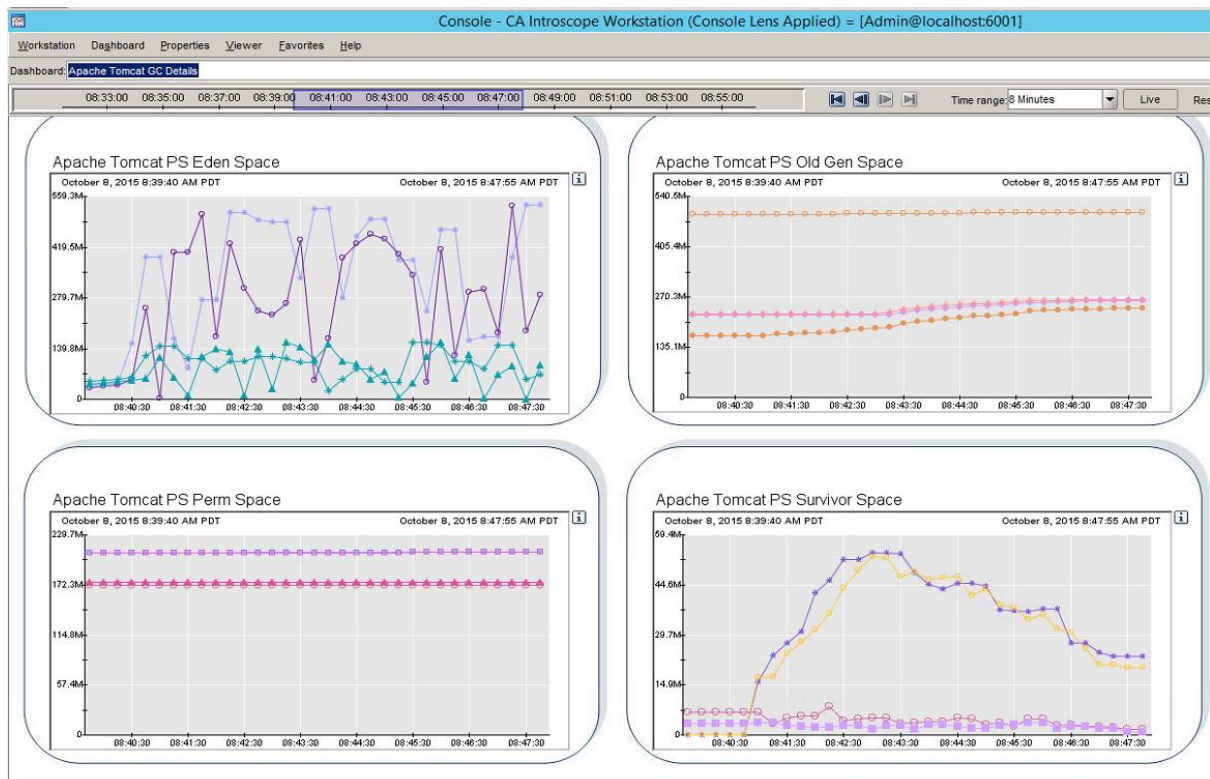 Console - CA Introscope Workstation (Console Lens Applied) = [Admin@localhost:6001]
Workstation Dashboard Properties Viewer Favorites Help
Dashboard: Apache Tomcat GC Details
08:33:00 08:35:00 08:37:00 08:39:00 08:41:00 08:43:00 08:45:00 08:47:00 08:49:00 08:51:00 08:53:00 08:55:00 Time range: 8 Minutes Live Res
Apache Tomcat PS Eden Space
October 8, 2015 8:39:40 AM PDT October 8, 2015 8:47:55 AM PDT
559.3M
419.5M
279.7M
139.8M
0
08:40:30 08:41:30 08:42:30 08:43:30 08:44:30 08:45:30 08:46:30 08:47:30
Apache Tomcat PS Old Gen Space
October 8, 2015 8:39:40 AM PDT October 8, 2015 8:47:55 AM PDT
540.5M
405.4M
270.3M
135.1M
0
08:40:30 08:41:30 08:42:30 08:43:30 08:44:30 08:45:30 08:46:30 08:47:30
Apache Tomcat PS Perm Space
October 8, 2015 8:39:40 AM PDT October 8, 2015 8:47:55 AM PDT
229.7M
172.3M
114.8M
57.4M
0
08:40:30 08:41:30 08:42:30 08:43:30 08:44:30 08:45:30 08:46:30 08:47:30
Apache Tomcat PS Survivor Space
October 8, 2015 8:39:40 AM PDT October 8, 2015 8:47:55 AM PDT
59.4M
44.6M
29.7M
14.9M
0
08:40:30 08:41:30 08:42:30 08:43:30 08:44:30 08:45:30 08:46:30 08:47:30